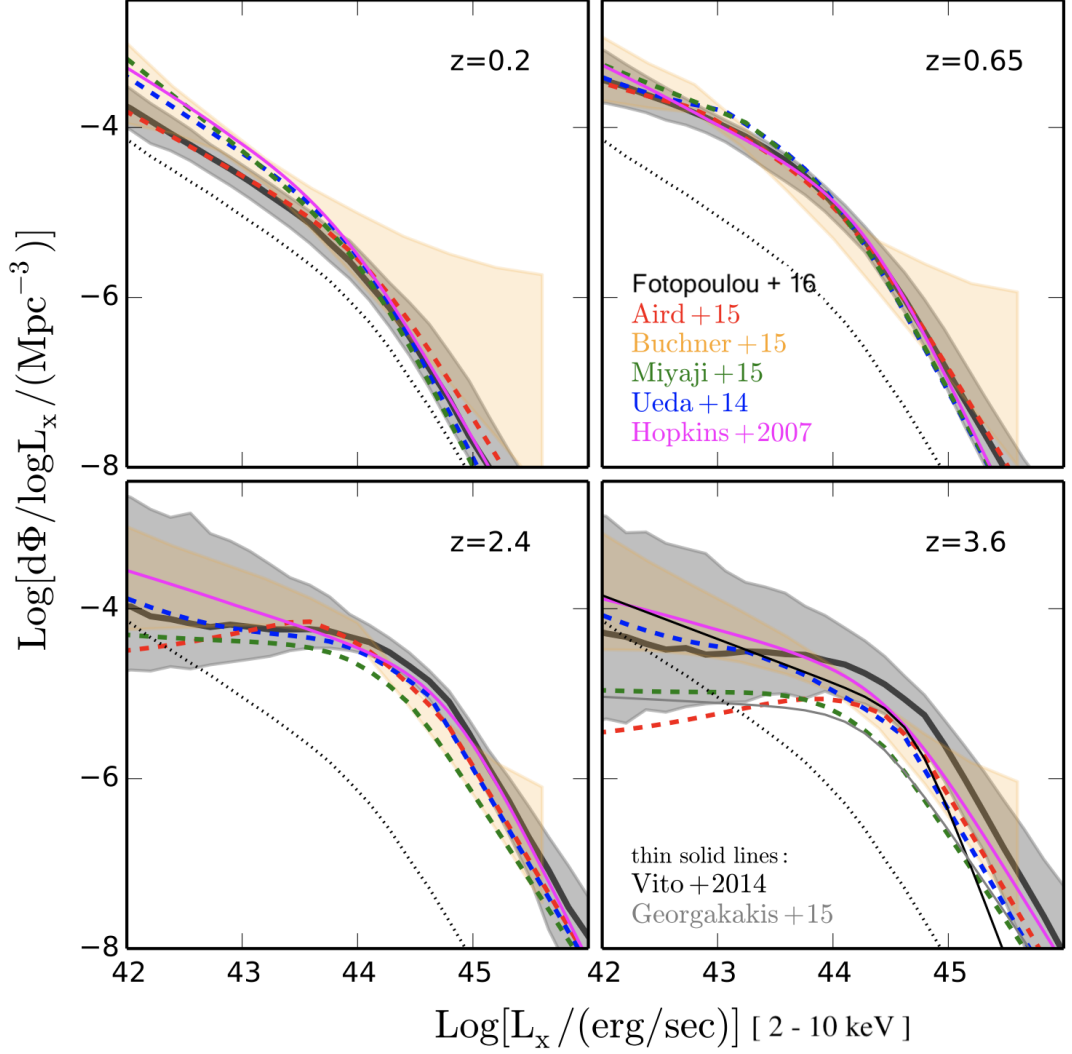 z=0.2
z=0.65
−4
−6
−8
Fotopoulou + 16
Aird+15
Buchner+15
Miyaji+15
Ueda+14
Hopkins+2007
z=2.4
z=3.6
−4
−6
−8
thin solid lines:
Vito+2014
Georgakakis+15
42 43 44 45 42 43 44 45
Log[L_x/(erg/sec)] [ 2 - 10 keV ]
Log[dΦ/logL_x/(Mpc⁻³)]